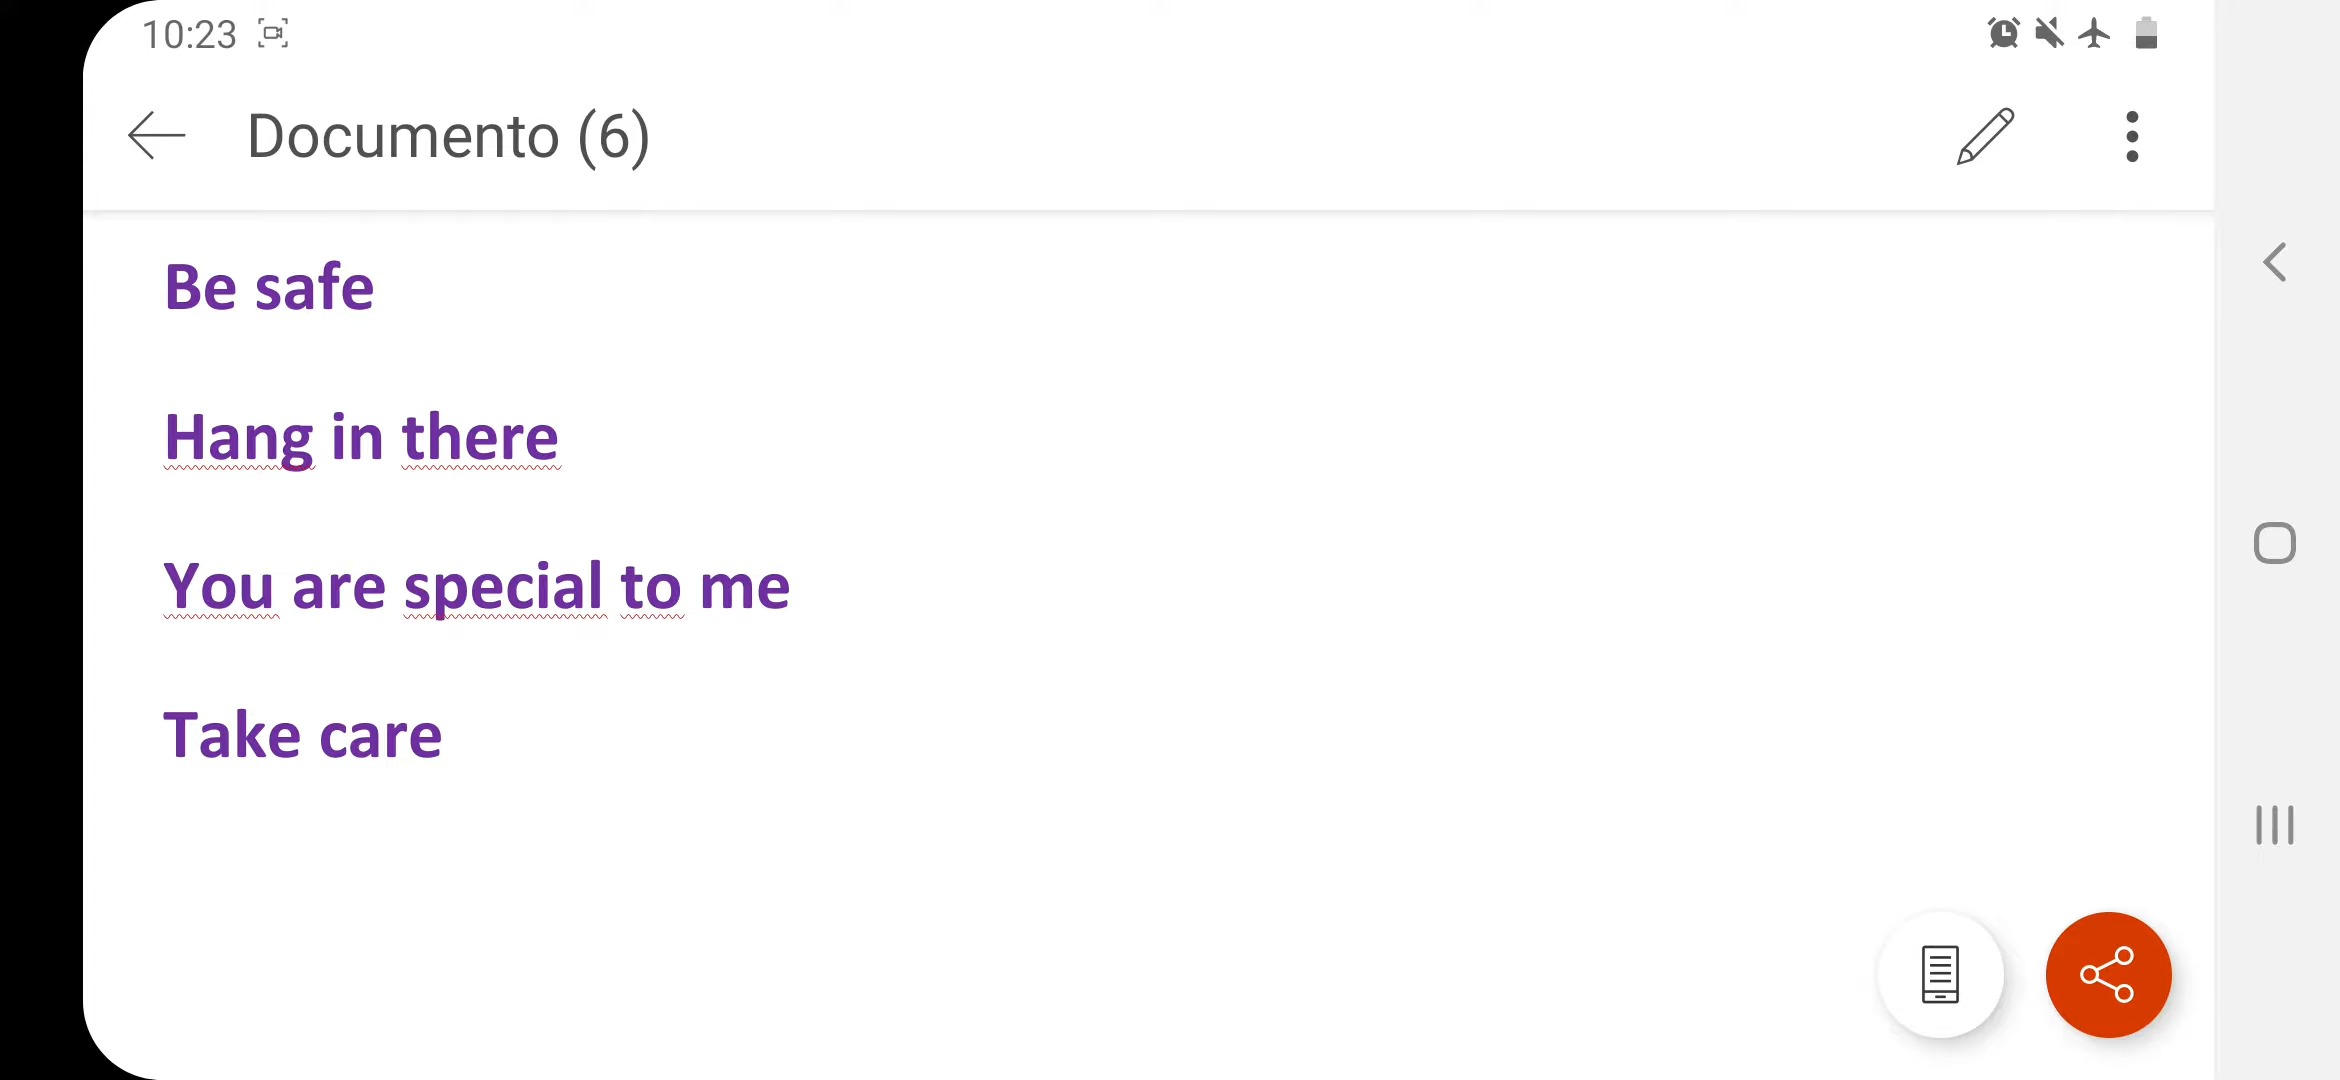 10:23
Documento (6)
Be safe
Hang in there
You are special to me
Take care